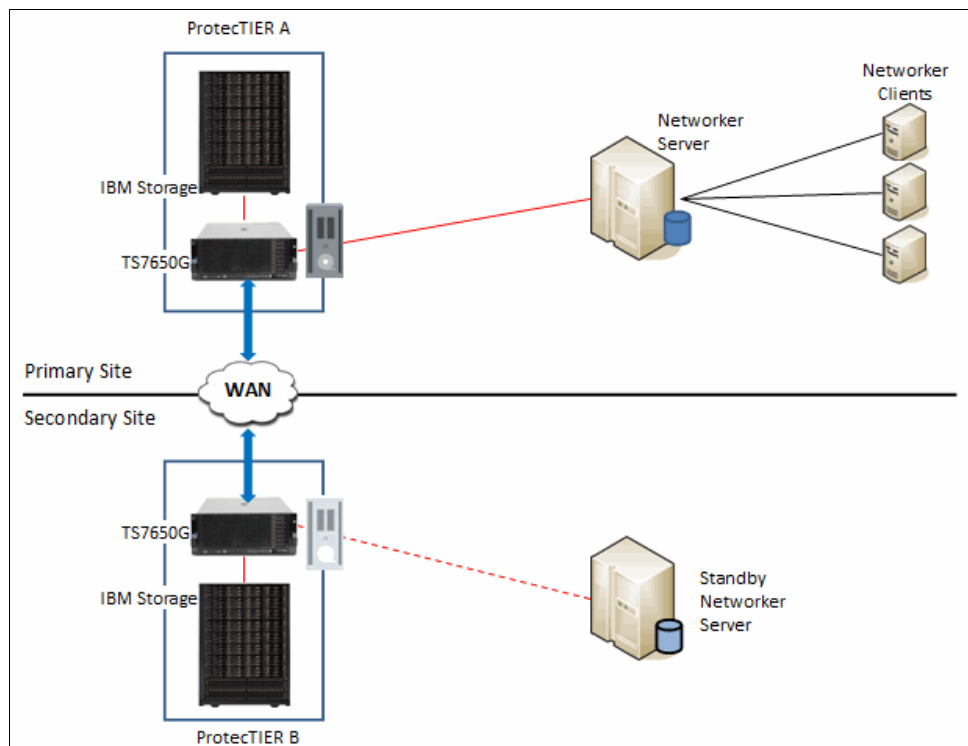 ProtecTIER A
Networker
Clients
Networker
Server
IBM Storage
TS7650G
Primary Site
WAN
Secondary Site
TS7650G
IBM Storage
Standby
Networker
Server
ProtecTIER B